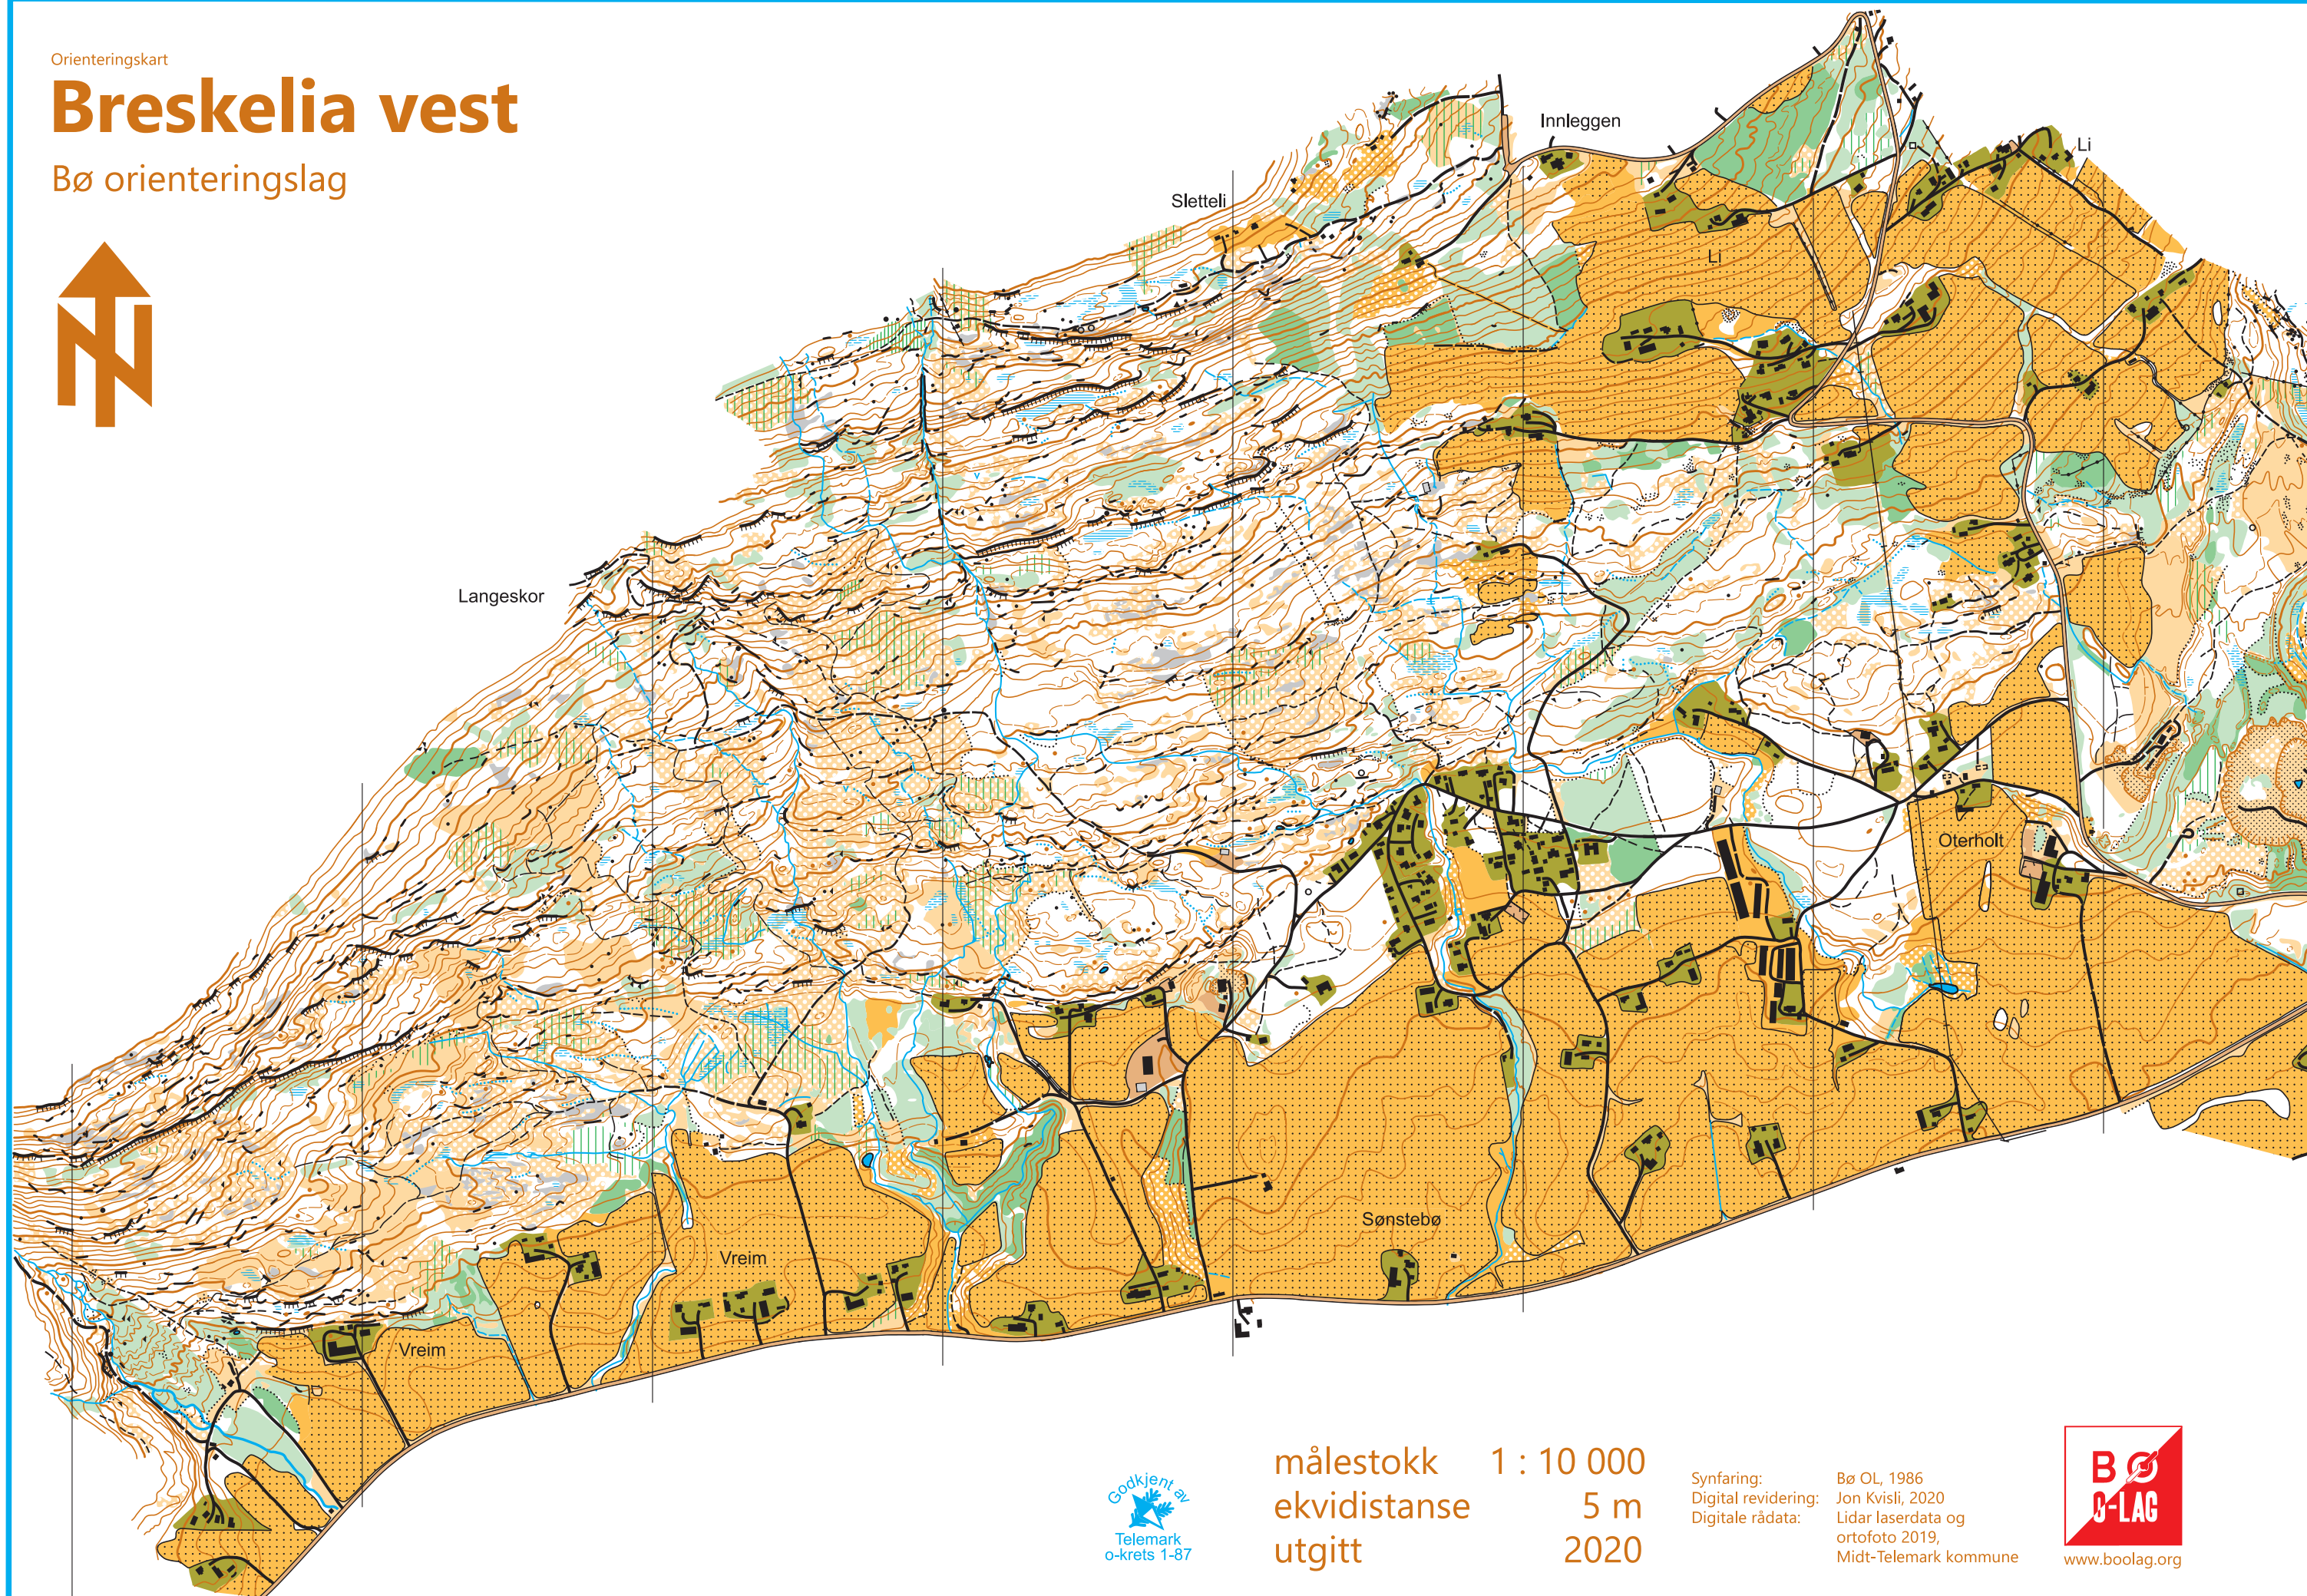 Orienteringskart
Breskelia vest
Bø orienteringslag
N
Innleggen
Li
Sletteli
Li
Langeskor
Oterholt
Sønstebø
Vreim
Vreim
målestokk 1 : 10 000
ekvidistanse 5 m
utgitt 2020
Godkjent av
Telemark
o-krets 1-87
Synfaring: Bø OL, 1986
Digital revidering: Jon Kvisli, 2020
Digitale rådata: Lidar laserdata og
ortofoto 2019,
Midt-Telemark kommune
BØ
O-LAG
www.boolag.org